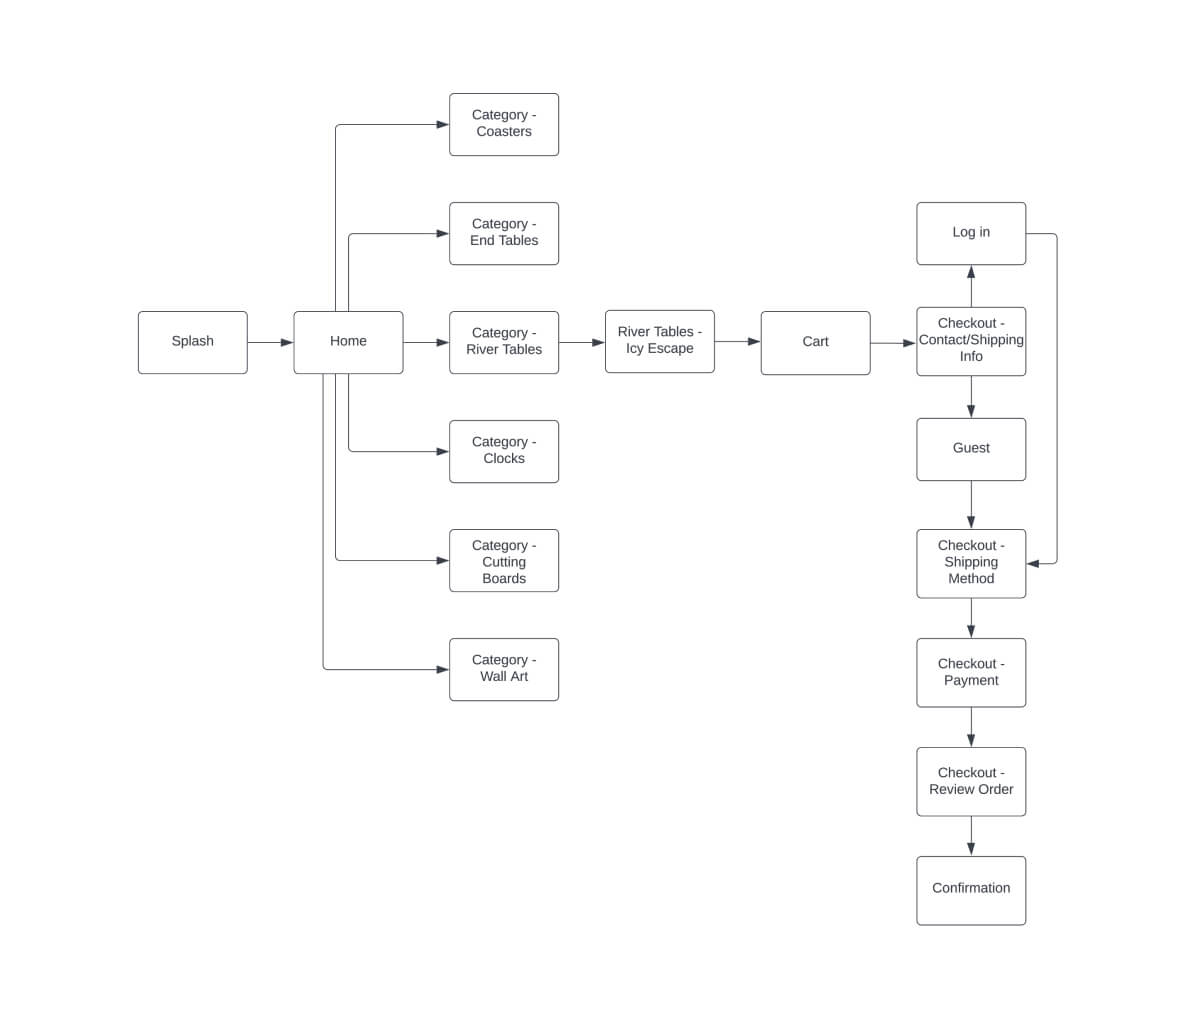 Category -
Coasters
Category -
End Tables
Log in
Splash
Home
Category -
River Tables
River Tables -
Icy Escape
Cart
Checkout -
Contact/Shipping
Info
Category -
Clocks
Guest
Category -
Cutting
Boards
Checkout -
Shipping
Method
Category -
Wall Art
Checkout -
Payment
Checkout -
Review Order
Confirmation